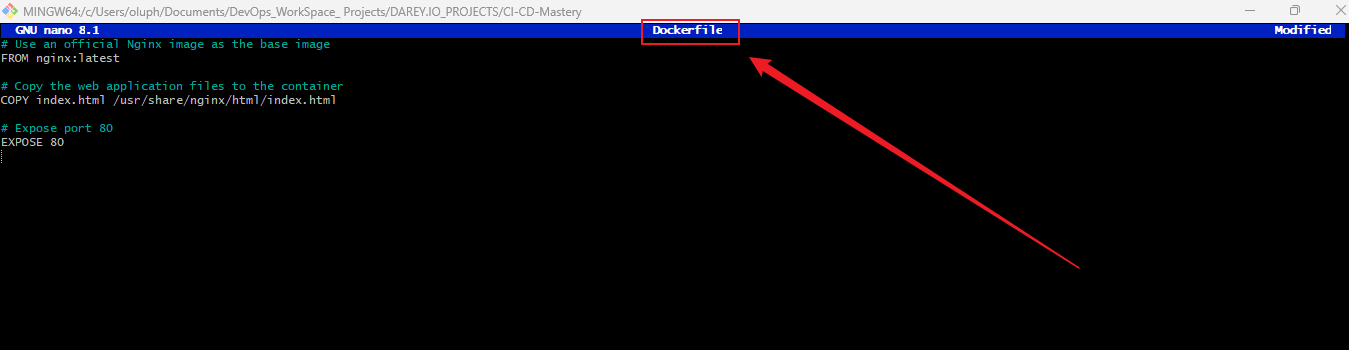 MINGW64:/c/Users/oluph/Documents/DevOps_WorkSpace_ Projects/DAREY.IO_PROJECTS/CI-CD-Mastery
GNU nano 8.1 Dockerfile Modified
# Use an official Nginx image as the base image
FROM nginx:latest
# Copy the web application files to the container
COPY index.html /usr/share/nginx/html/index.html
# Expose port 80
EXPOSE 80